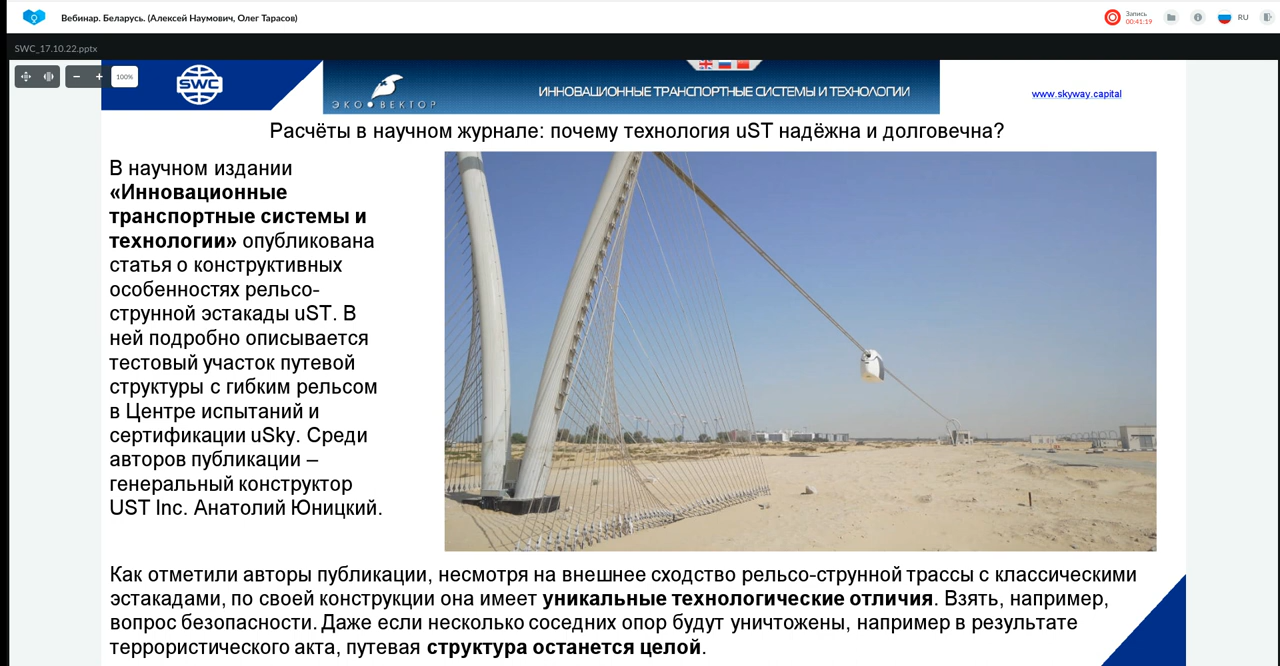 Вебинар. Беларусь. (Алексей Наумович, Олег Тарасов)
Запись
00:41:19
RU
SWC_17.10.22.pptx
100%
SWC
ЭКО ВЕКТОР
ИННОВАЦИОННЫЕ ТРАНСПОРТНЫЕ СИСТЕМЫ И ТЕХНОЛОГИИ
www.skyway.capital
Расчёты в научном журнале: почему технология uST надёжна и долговечна?
В научном издании
«Инновационные
транспортные системы и
технологии» опубликована
статья о конструктивных
особенностях рельсо-
струнной эстакады uST. В
ней подробно описывается
тестовый участок путевой
структуры с гибким рельсом
в Центре испытаний и
сертификации uSky. Среди
авторов публикации –
генеральный конструктор
UST Inc. Анатолий Юницкий.
Как отметили авторы публикации, несмотря на внешнее сходство рельсо-струнной трассы с классическими
эстакадами, по своей конструкции она имеет уникальные технологические отличия. Взять, например,
вопрос безопасности. Даже если несколько соседних опор будут уничтожены, например в результате
террористического акта, путевая структура останется целой.